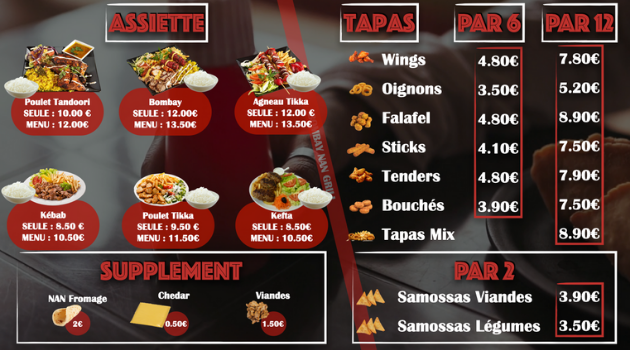 ASSIETTE
Poulet Tandoori
SEULE : 10.00 €
MENU : 12.00€
Bombay
SEULE : 12.00€
MENU : 13.50€
Agneau Tikka
SEULE : 12.00 €
MENU : 13.50€
Kébab
SEULE : 8.50 €
MENU : 10.50€
Poulet Tikka
SEULE : 9.50 €
MENU : 11.50€
Kefta
SEULE : 8.50€
MENU : 10.50€
SUPPLEMENT
NAN Fromage
2€
Chedar
0.50€
Viandes
1.50€
NAN
TAPAS PAR 6 PAR 12
Wings 4.80€ 7.80€
Oignons 3.50€ 5.20€
Falafel 4.80€ 8.90€
Sticks 4.10€ 7.50€
Tenders 4.80€ 7.90€
Bouchés 3.90€ 7.50€
Tapas Mix 8.90€
PAR 2
Samossas Viandes 3.90€
Samossas Légumes 3.50€